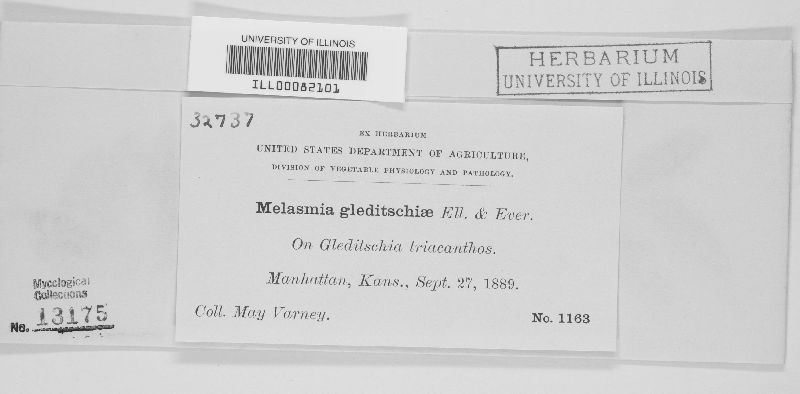 UNIVERSITY OF ILLINOIS
ILL00082101
HERBARIUM
UNIVERSITY OF ILLINOIS
32737
EX HERBARIUM
UNITED STATES DEPARTMENT OF AGRICULTURE,
DIVISION OF VEGETABLE PHYSIOLOGY AND PATHOLOGY.
Melasmia gleditschiæ Ell. & Ever.
On Gleditschia triacanthos.
Manhattan, Kans., Sept. 27, 1889.
Coll. May Varney.
No. 1163
Mycological
Collections
No. 13175